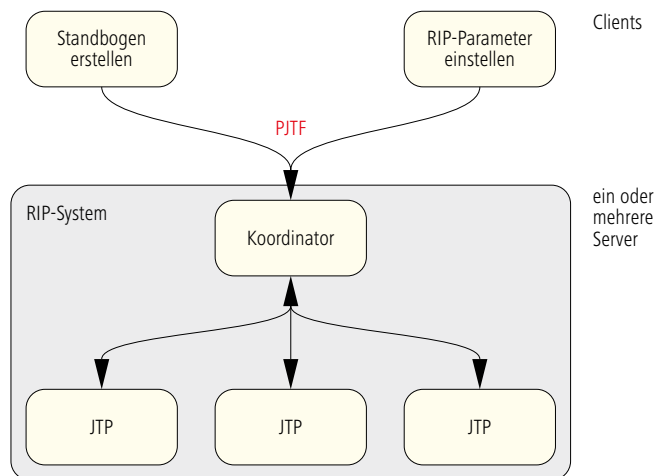 Standbogen
erstellen
RIP-Parameter
einstellen
Clients
PJTF
RIP-System
Koordinator
ein oder
mehrere
Server
JTP
JTP
JTP